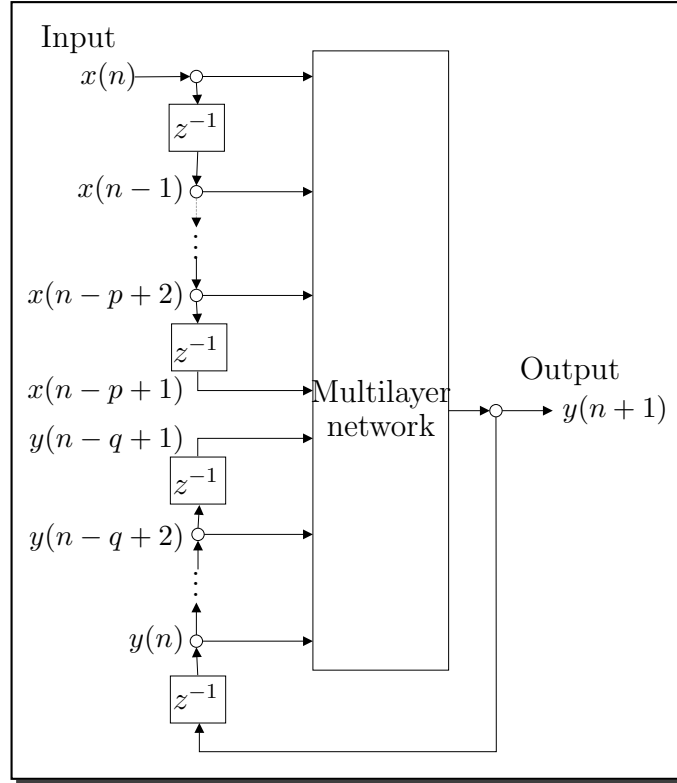 Input
x(n)
z⁻¹
x(n − 1)
x(n − p + 2)
z⁻¹
x(n − p + 1)
Multilayer
network
Output
y(n + 1)
y(n − q + 1)
z⁻¹
y(n − q + 2)
y(n)
z⁻¹